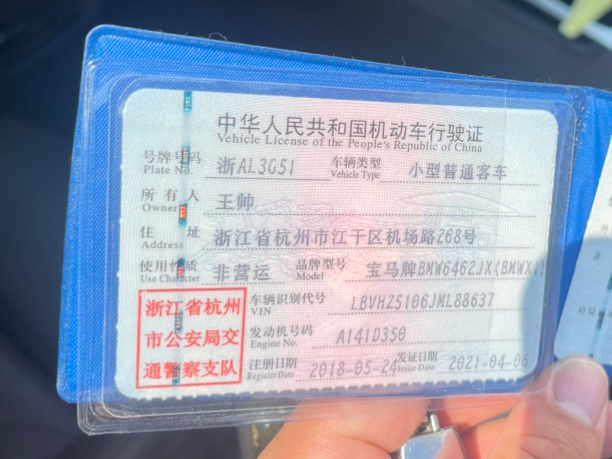 中华人民共和国机动车行驶证
Vehicle License of the People's Republic of China
号牌号码 浙AL3G51 车辆类型 小型普通客车
Plate No. Vehicle Type
所有人 王帅
Owner
住址 浙江省杭州市江干区机场路268号
Address
使用性质 非营运 品牌型号 宝马牌BMW6462JX(BMWX1)
Use Character Model
浙江省杭州
市公安局交
通警察支队
车辆识别代号 LBVHZ5106JML88637
VIN
发动机号码 A141D350
Engine No.
注册日期 2018-05-24 发证日期 2021-04-06
Register Date Issue Date